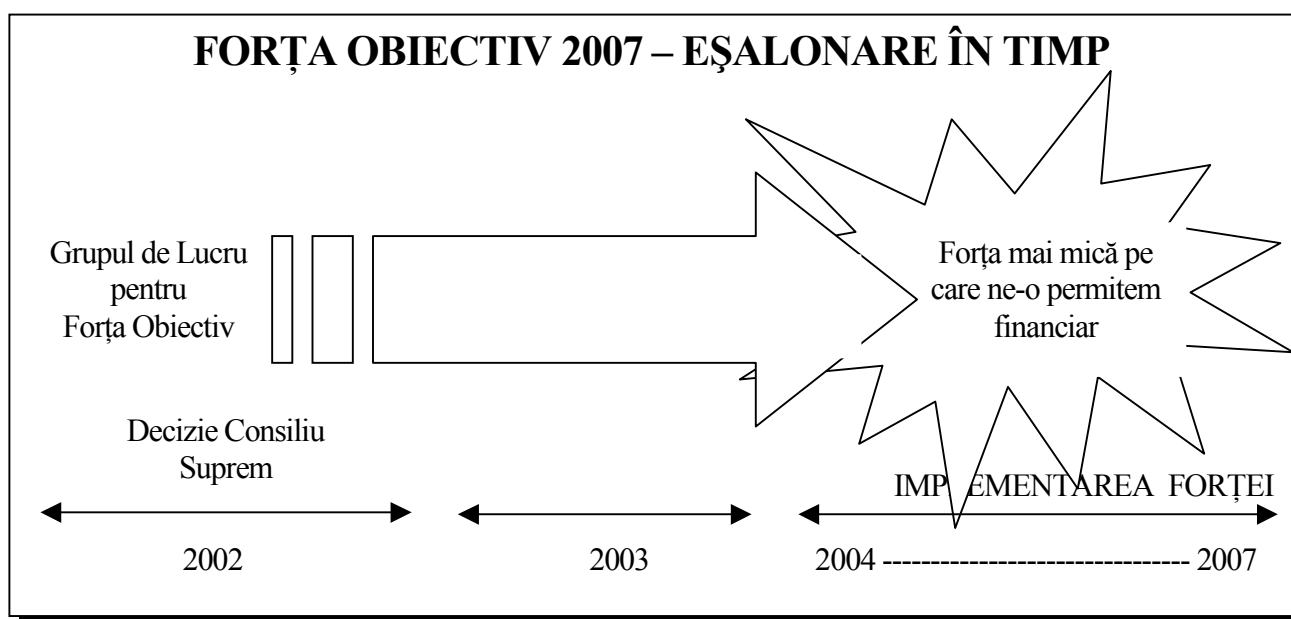 FORȚA OBIECTIV 2007 – EŞALONARE ÎN TIMP
Grupul de Lucru
pentru
Forța Obiectiv
Forța mai mică pe
care ne-o permitem
financiar
Decizie Consiliu
Suprem
IMP EMENTAREA FORȚEI
2002
2003
2004 -------------------------------- 2007